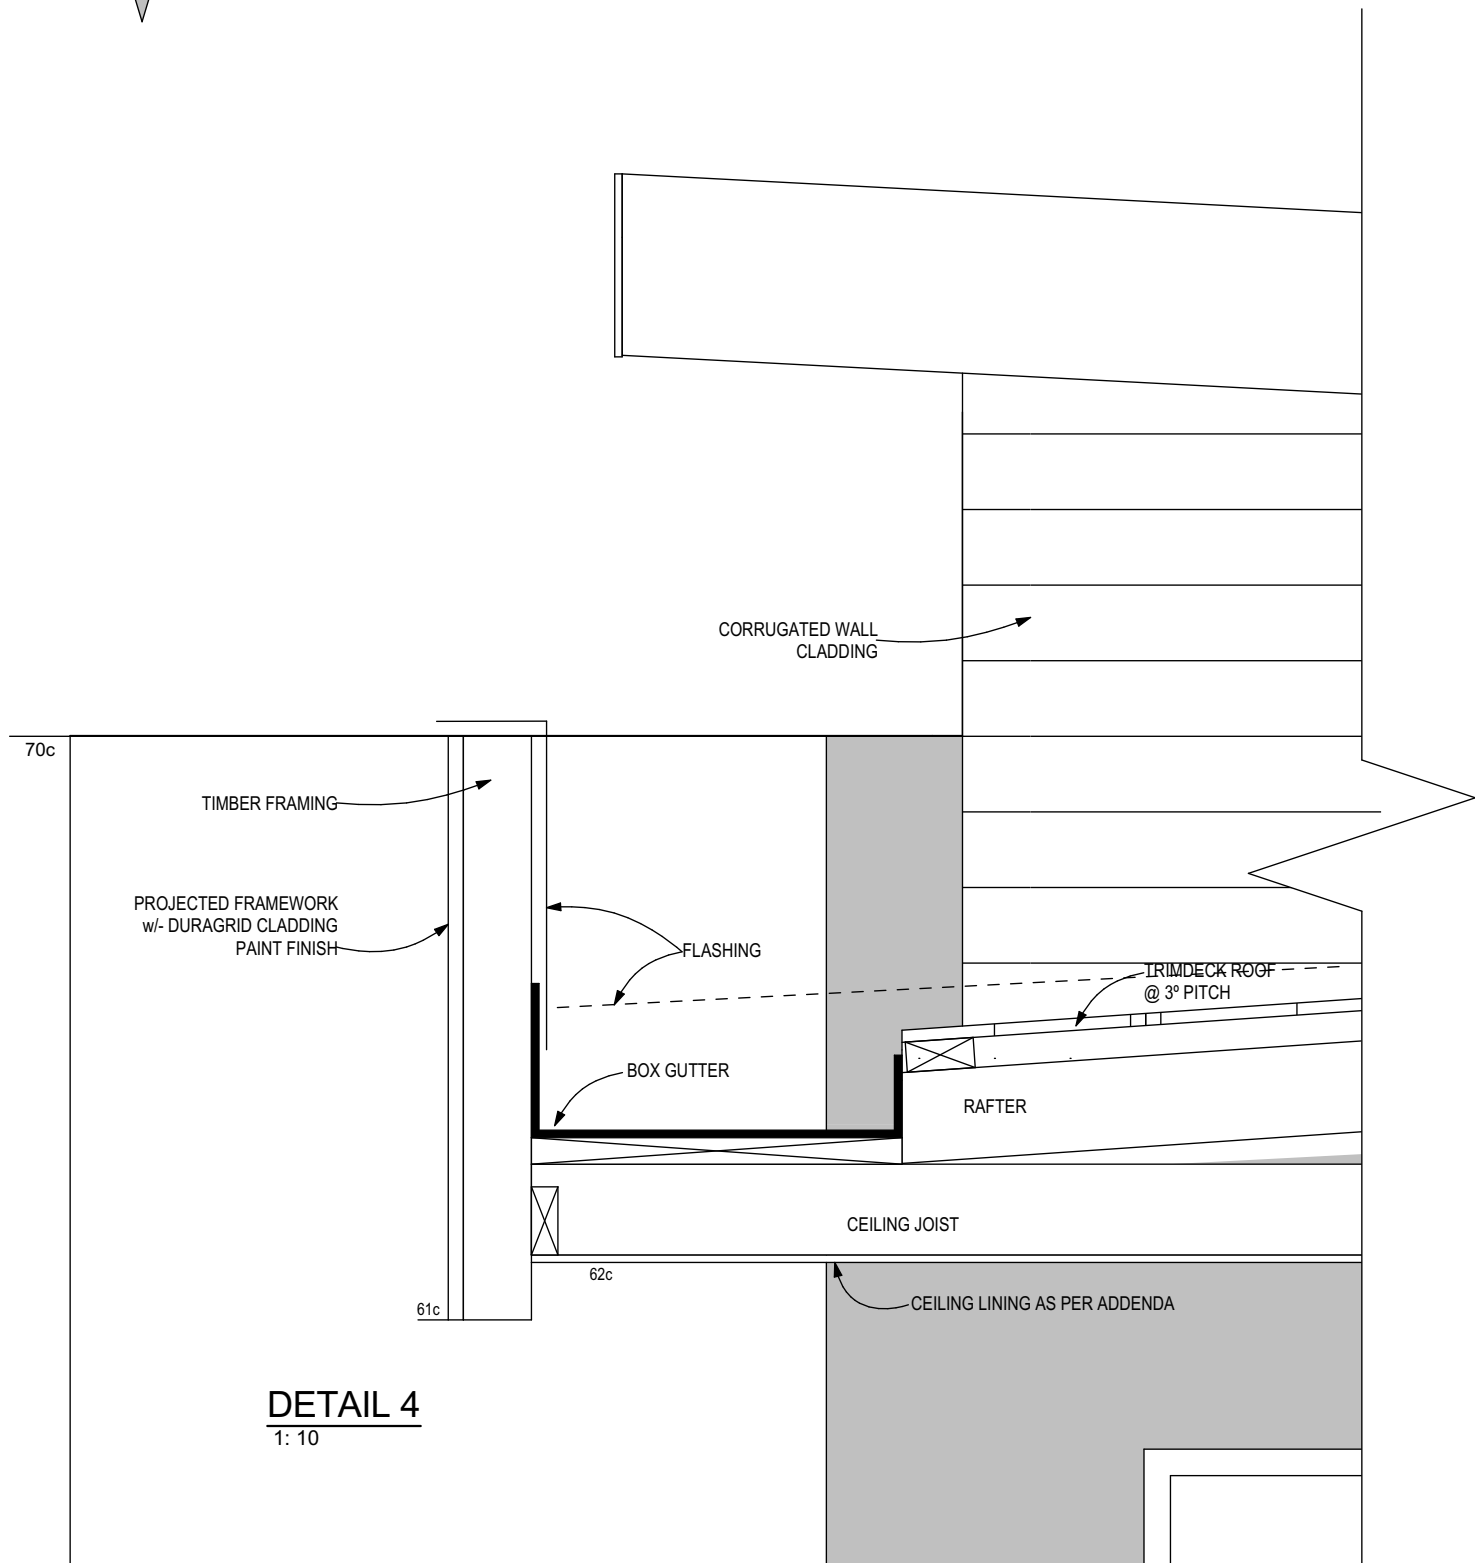 CORRUGATED WALL
CLADDING
70c
TIMBER FRAMING
PROJECTED FRAMEWORK
w/- DURAGRID CLADDING
PAINT FINISH
FLASHING
TRIMDECK ROOF
@ 3º PITCH
BOX GUTTER
RAFTER
CEILING JOIST
62c
61c
CEILING LINING AS PER ADDENDA
DETAIL 4
1: 10